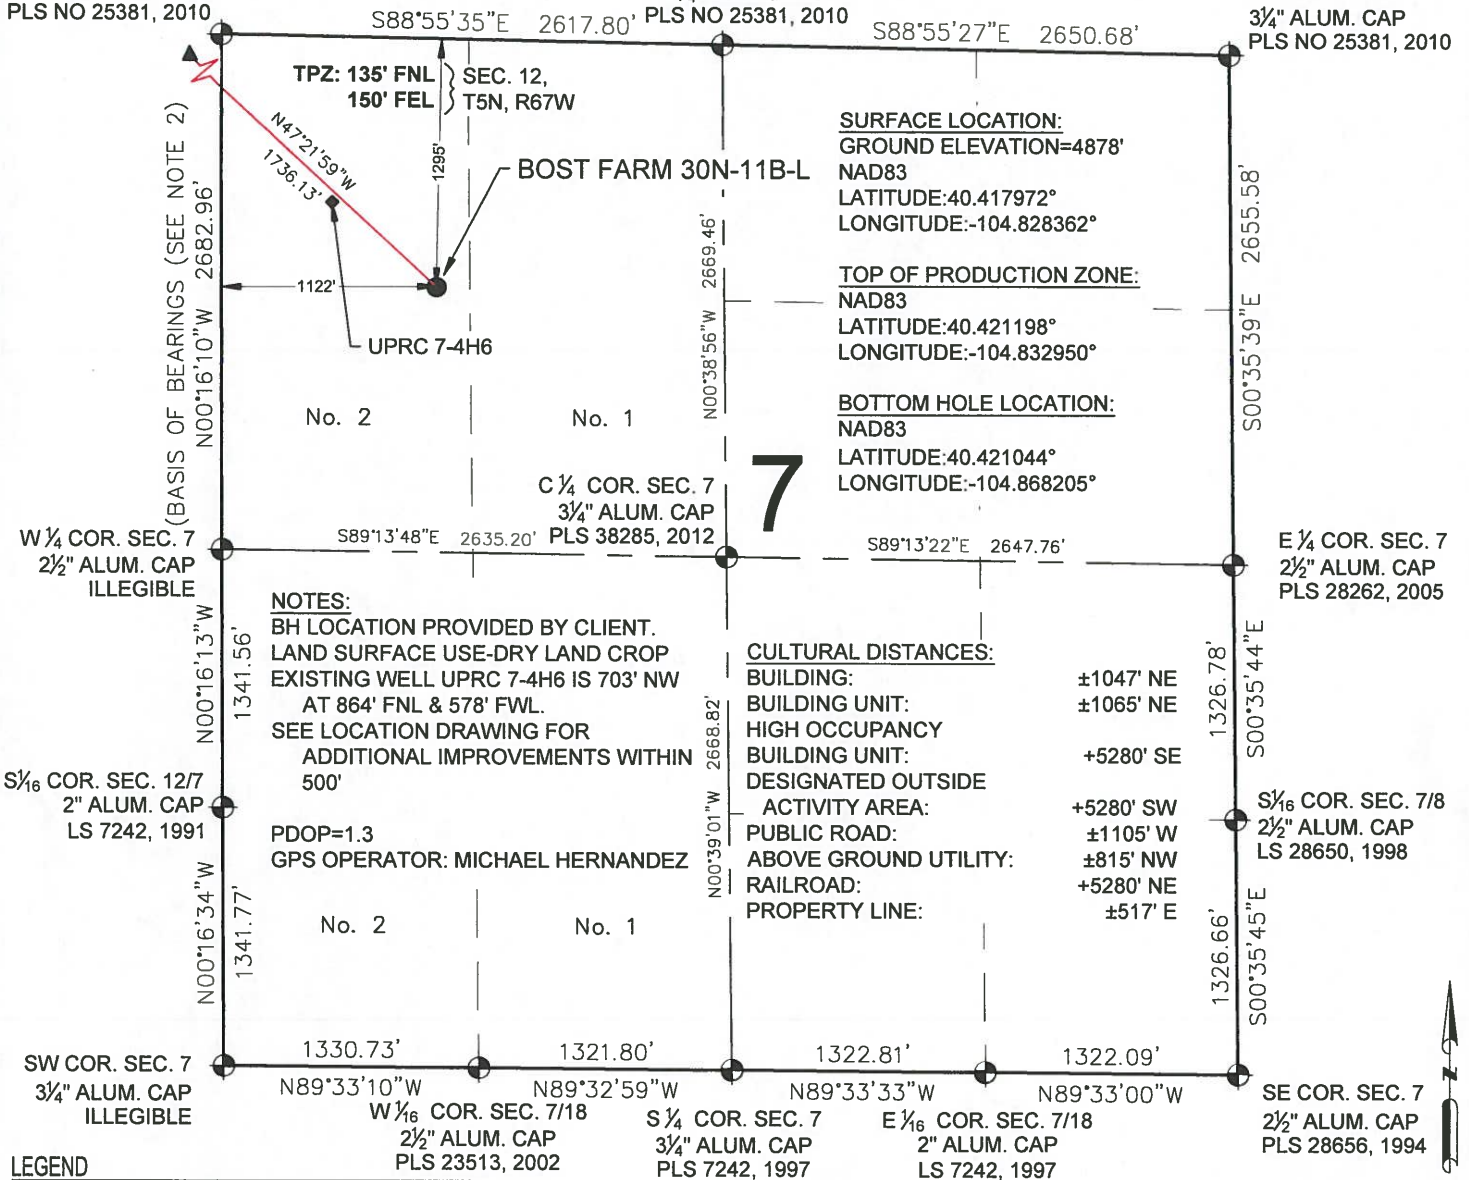 PLS NO 25381, 2010
S88°55'35"E 2617.80'
PLS NO 25381, 2010
S88°55'27"E 2650.68'
3¼" ALUM. CAP
PLS NO 25381, 2010
TPZ: 135' FNL
150' FEL
SEC. 12,
T5N, R67W
N47°21'59"W
1736.13'
1295'
BOST FARM 30N-11B-L
1122'
UPRC 7-4H6
(BASIS OF BEARINGS (SEE NOTE 2)
N00°16'10"W 2682.96'
N00°38'56"W 2669.46'
SURFACE LOCATION:
GROUND ELEVATION=4878'
NAD83
LATITUDE:40.417972°
LONGITUDE:-104.828362°
TOP OF PRODUCTION ZONE:
NAD83
LATITUDE:40.421198°
LONGITUDE:-104.832950°
BOTTOM HOLE LOCATION:
NAD83
LATITUDE:40.421044°
LONGITUDE:-104.868205°
S00°35'39"E 2655.58'
No. 2
No. 1
7
C ¼ COR. SEC. 7
3¼" ALUM. CAP
PLS 38285, 2012
W ¼ COR. SEC. 7
2½" ALUM. CAP
ILLEGIBLE
S89°13'48"E 2635.20'
S89°13'22"E 2647.76'
E ¼ COR. SEC. 7
2½" ALUM. CAP
PLS 28262, 2005
NOTES:
BH LOCATION PROVIDED BY CLIENT.
LAND SURFACE USE-DRY LAND CROP
EXISTING WELL UPRC 7-4H6 IS 703' NW
AT 864' FNL & 578' FWL.
SEE LOCATION DRAWING FOR
ADDITIONAL IMPROVEMENTS WITHIN
500'
PDOP=1.3
GPS OPERATOR: MICHAEL HERNANDEZ
N00°16'13"W
1341.56'
N00°39'01"W 2668.82'
CULTURAL DISTANCES:
BUILDING: ±1047' NE
BUILDING UNIT: ±1065' NE
HIGH OCCUPANCY
BUILDING UNIT: +5280' SE
DESIGNATED OUTSIDE
ACTIVITY AREA: +5280' SW
PUBLIC ROAD: ±1105' W
ABOVE GROUND UTILITY: ±815' NW
RAILROAD: +5280' NE
PROPERTY LINE: ±517' E
1326.78'
S00°35'44"E
S1/16 COR. SEC. 12/7
2" ALUM. CAP
LS 7242, 1991
S1/16 COR. SEC. 7/8
2½" ALUM. CAP
LS 28650, 1998
N00°16'34"W
1341.77'
No. 2
No. 1
1326.66'
S00°35'45"E
SW COR. SEC. 7
3¼" ALUM. CAP
ILLEGIBLE
1330.73'
N89°33'10"W
1321.80'
N89°32'59"W
1322.81'
N89°33'33"W
1322.09'
N89°33'00"W
W 1/16 COR. SEC. 7/18
2½" ALUM. CAP
PLS 23513, 2002
S ¼ COR. SEC. 7
3¼" ALUM. CAP
PLS 7242, 1997
E 1/16 COR. SEC. 7/18
2" ALUM. CAP
LS 7242, 1997
SE COR. SEC. 7
2½" ALUM. CAP
PLS 28656, 1994
N
LEGEND